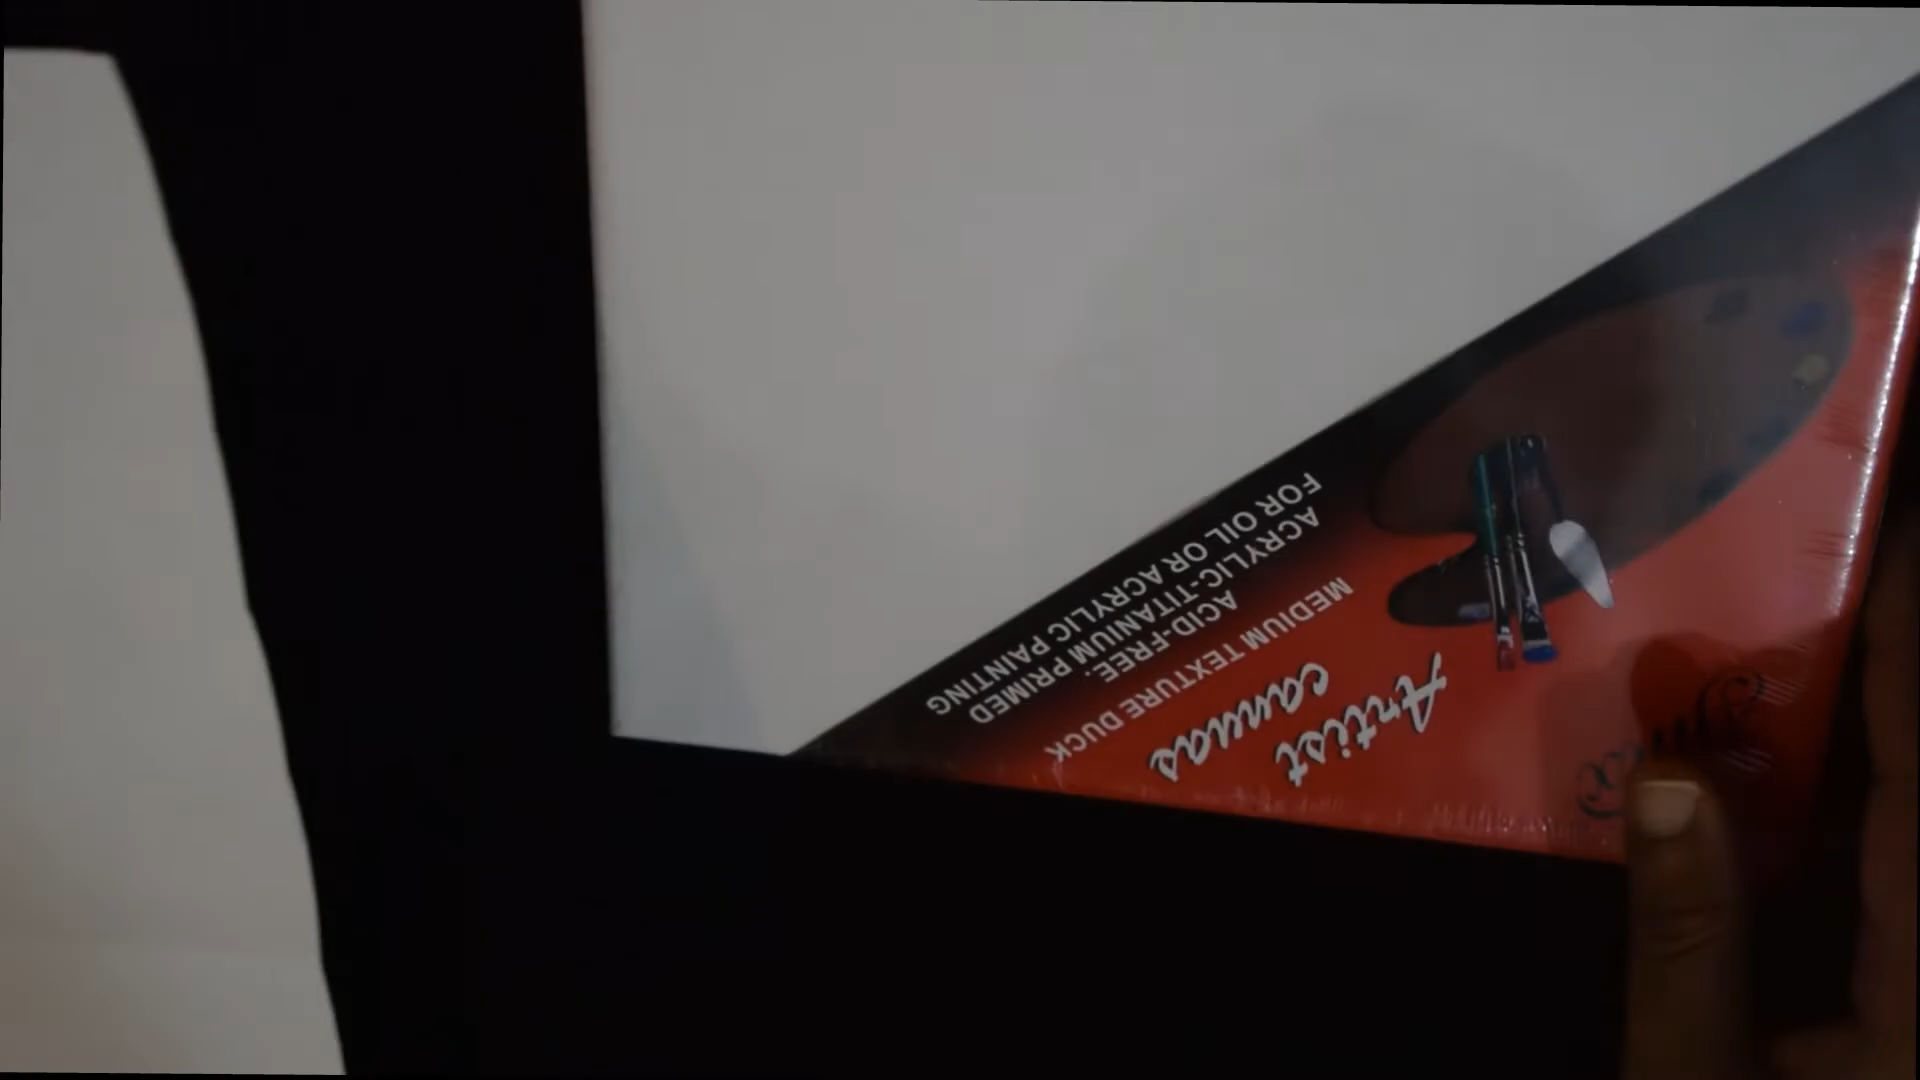 Artist
canvas
MEDIUM TEXTURE DUCK
ACID-FREE.
ACRYLIC-TITANIUM PRIMED
FOR OIL OR ACRYLIC PAINTING